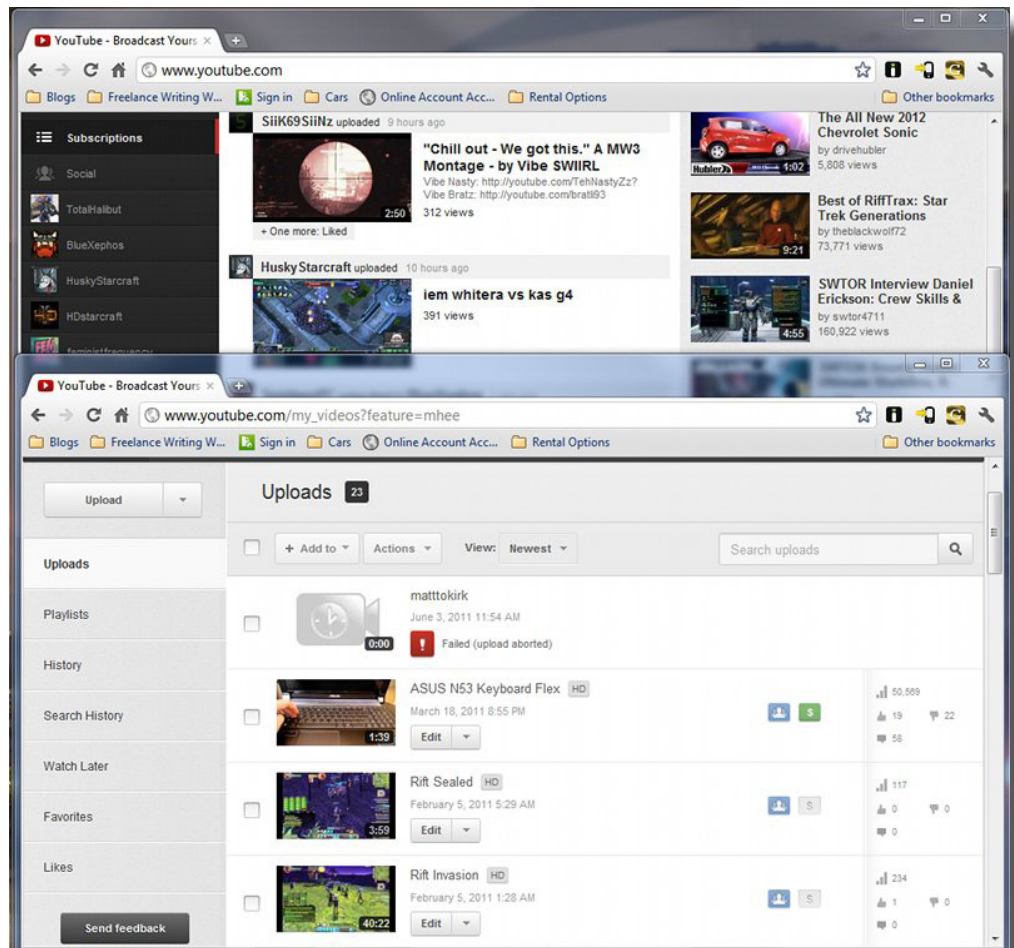 YouTube - Broadcast Yours
www.youtube.com
Blogs Freelance Writing W... Sign in Cars Online Account Acc... Rental Options Other bookmarks
Subscriptions
Social
TotalHalibut
BlueXephos
HuskyStarcraft
HDstarcraft
feministfrequency
SiiK69SiiNz uploaded 9 hours ago
"Chill out - We got this." A MW3
Montage - by Vibe SWIIRL
Vibe Nasty: http://youtube.com/TehNastyZz?
Vibe Bratz: http://youtube.com/bratli93
312 views
2:50
+ One more: Liked
HuskyStarcraft uploaded 10 hours ago
iem whitera vs kas g4
391 views
The All New 2012
Chevrolet Sonic
by drivehubler
5,808 views
Hubler
1:02
Best of RiffTrax: Star
Trek Generations
by theblackwolf72
73,771 views
9:21
SWTOR Interview Daniel
Erickson: Crew Skills &
by swtor4711
160,922 views
4:55
YouTube - Broadcast Yours
www.youtube.com/my_videos?feature=mhee
Blogs Freelance Writing W... Sign in Cars Online Account Acc... Rental Options Other bookmarks
Upload
Uploads
Playlists
History
Search History
Watch Later
Favorites
Likes
Send feedback
Uploads 23
+ Add to Actions View: Newest Search uploads
matttokirk
June 3, 2011 11:54 AM
0:00
! Failed (upload aborted)
ASUS N53 Keyboard Flex HD
March 18, 2011 8:55 PM
1:39
Edit
$
50,569
19 22
58
Rift Sealed HD
February 5, 2011 5:29 AM
3:59
Edit
S
117
0 0
0
Rift Invasion HD
February 5, 2011 1:28 AM
40:22
Edit
S
234
1 0
0